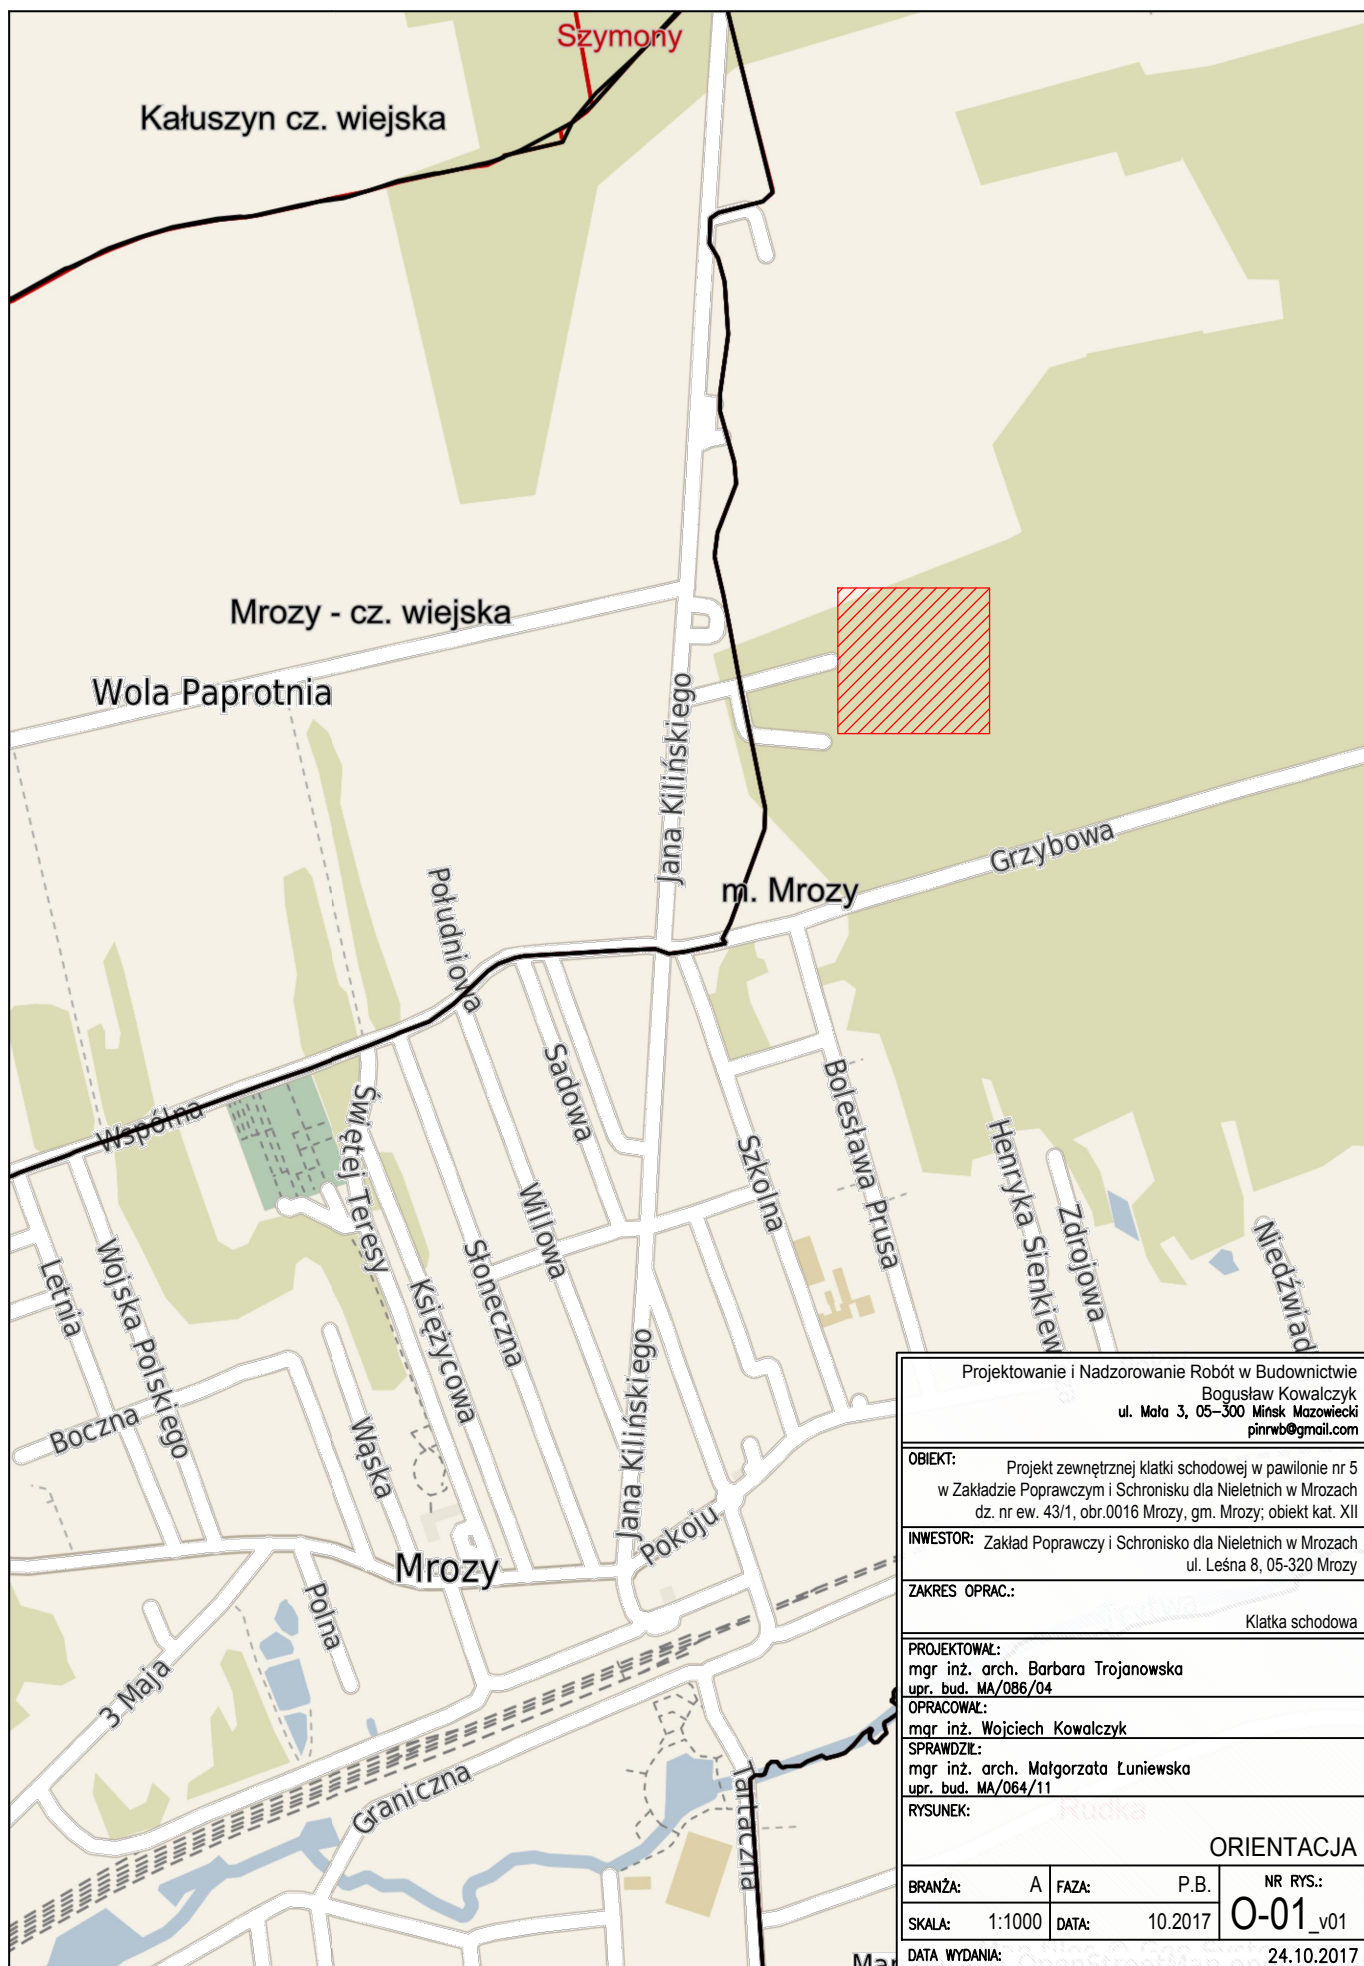 Szymony
Kałuszyn cz. wiejska
Mrozy - cz. wiejska
Wola Paprotnia
Jana Kilińskiego
Grzybowa
m. Mrozy
Południowa
Sadowa
Wspólna
Świętej Teresy
Szkolna
Bolesława Prusa
Henryka Sienkiew
Zdrojowa
Niedźwiad
Willowa
Słoneczna
Księżycowa
Letnia
Wojska Polskiego
Boczna
Wąska
Jana Kilińskiego
Pokoju
Mrozy
Polna
3 Maja
Graniczna
Tartaczna
Mar
Projektowanie i Nadzorowanie Robót w Budownictwie
Bogusław Kowalczyk
ul. Mała 3, 05-300 Mińsk Mazowiecki
pinrwb@gmail.com
OBIEKT:
Projekt zewnętrznej klatki schodowej w pawilonie nr 5
w Zakładzie Poprawczym i Schronisku dla Nieletnich w Mrozach
dz. nr ew. 43/1, obr.0016 Mrozy, gm. Mrozy; obiekt kat. XII
INWESTOR: Zakład Poprawczy i Schronisko dla Nieletnich w Mrozach
ul. Leśna 8, 05-320 Mrozy
ZAKRES OPRAC.:
Trytwa
Klatka schodowa
PROJEKTOWAŁ:
mgr inż. arch. Barbara Trojanowska
upr. bud. MA/086/04
OPRACOWAŁ:
mgr inż. Wojciech Kowalczyk
SPRAWDZIŁ:
mgr inż. arch. Małgorzata Łuniewska
upr. bud. MA/064/11
RYSUNEK:
Rudka
ORIENTACJA
BRANŻA: A FAZA: P.B. NR RYS.:
SKALA: 1:1000 DATA: 10.2017 O-01_v01
DATA WYDANIA: 24.10.2017